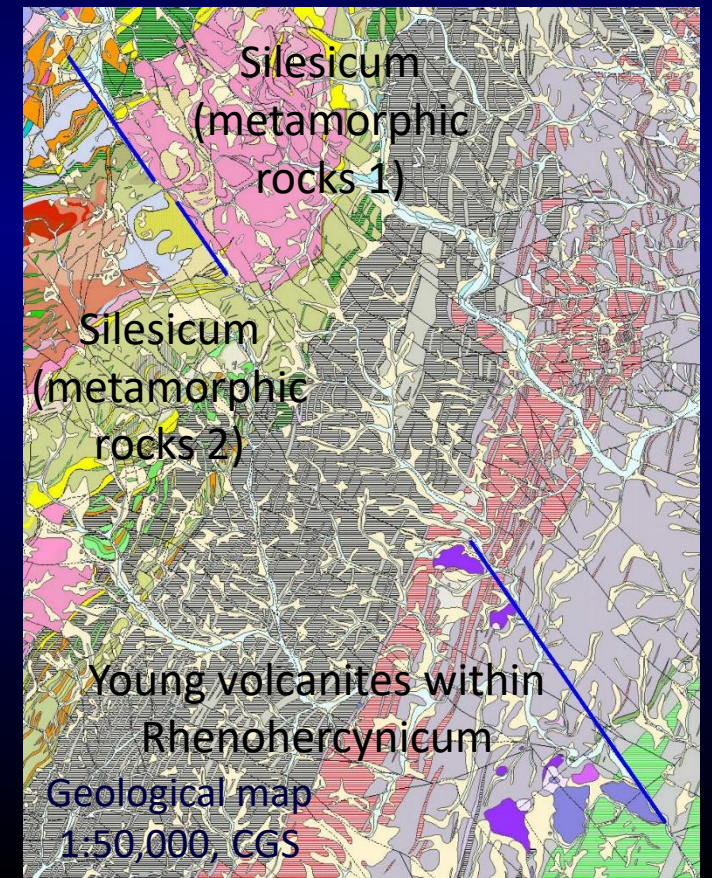 Silesicum
(metamorphic
rocks 1)
Silesicum
(metamorphic
rocks 2)
Young volcanites within
Rhenohercynicum
Geological map
1:50,000, CGS